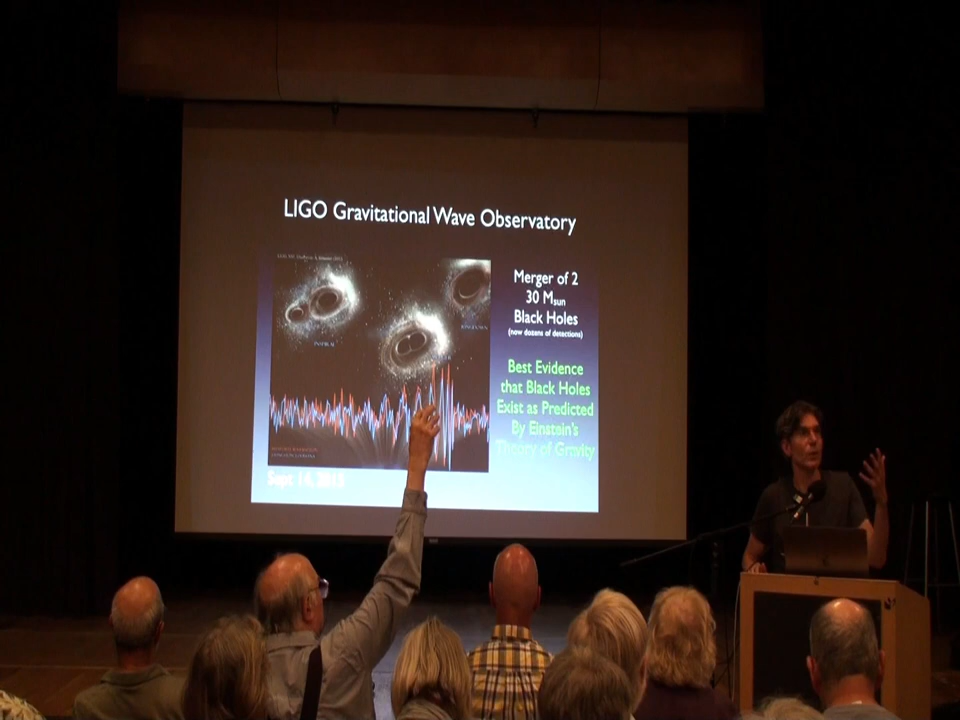 LIGO Gravitational Wave Observatory
Merger of 2
30 Msun
Black Holes
(now dozens of detections)
Best Evidence
that Black Holes
Exist as Predicted
By Einstein's
Theory of Gravity
INSPIRAL
Sept 14, 2015